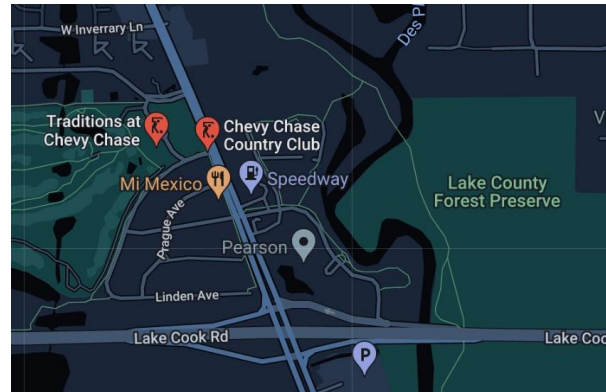 W Inverrary Ln
Des P
Traditions at
Chevy Chase
Chevy Chase
Country Club
V
Mi Mexico
Speedway
Lake County
Forest Preserve
Prague Ave
Pearson
Linden Ave
Lake Cook Rd
Lake Coo
P